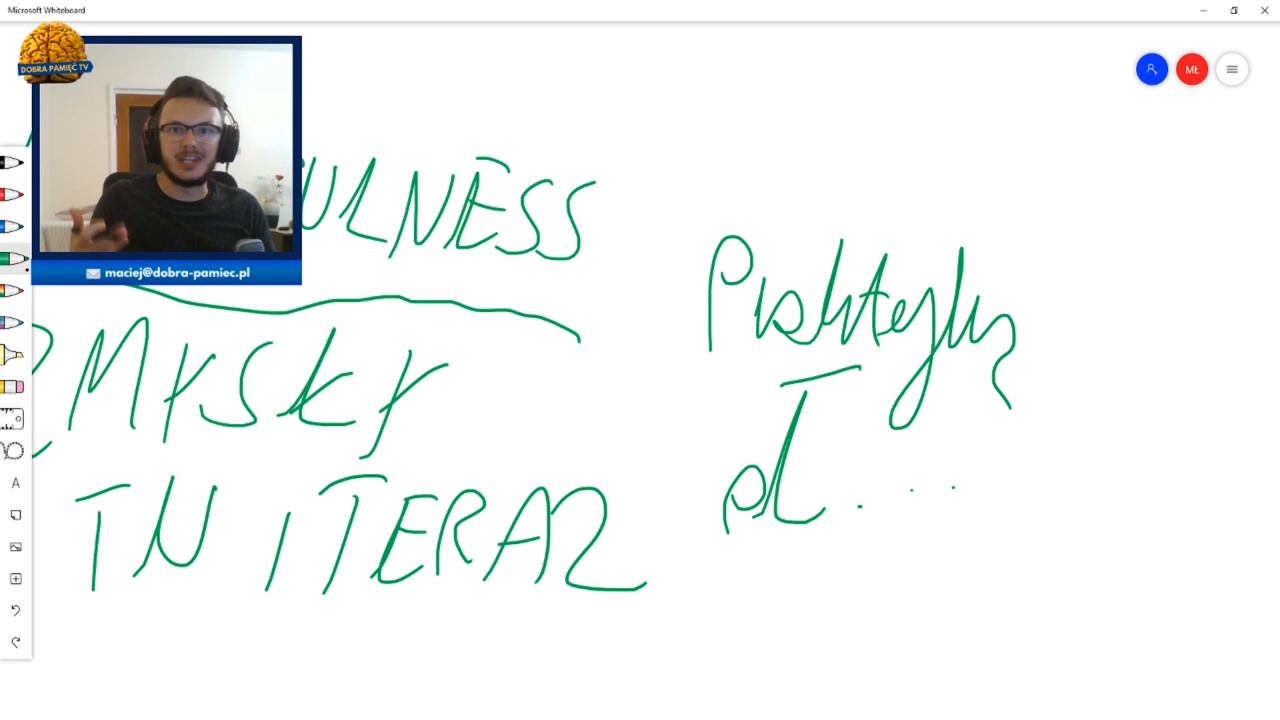 Microsoft Whiteboard
DOBRA PAMIĘĆ TV
MŁ
maciej@dobra-pamiec.pl
ULNESS
ZMYSŁY
TU I TERAZ
A